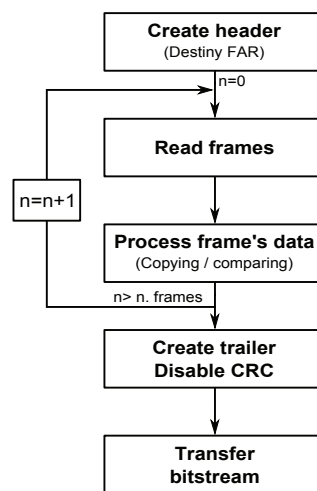 Create header
(Destiny FAR)
n=0
Read frames
n=n+1
Process frame's data
(Copying / comparing)
n> n. frames
Create trailer
Disable CRC
Transfer
bitstream